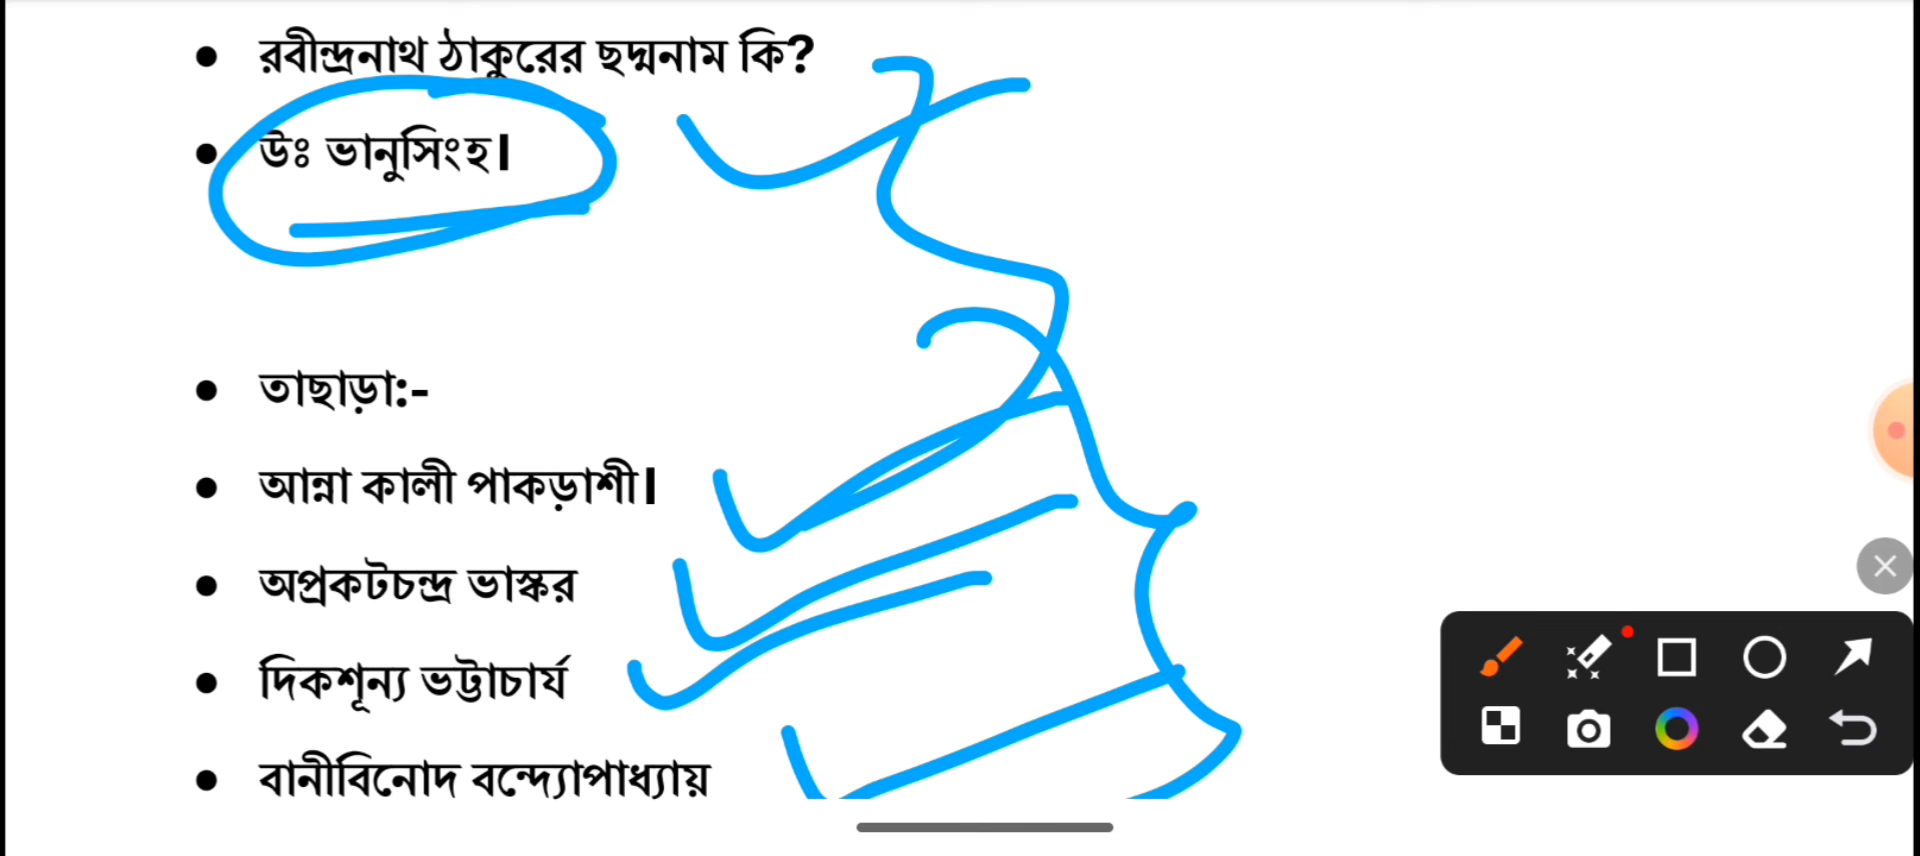 ● রবীন্দ্রনাথ ঠাকুরের ছদ্মনাম কি?
● উঃ ভানুসিংহ।
● তাছাড়া:-
● আন্না কালী পাকড়াশী।
● অপ্রকটচন্দ্র ভাস্কর
● দিকশূন্য ভট্টাচার্য
● বানীবিনোদ বন্দ্যোপাধ্যায়